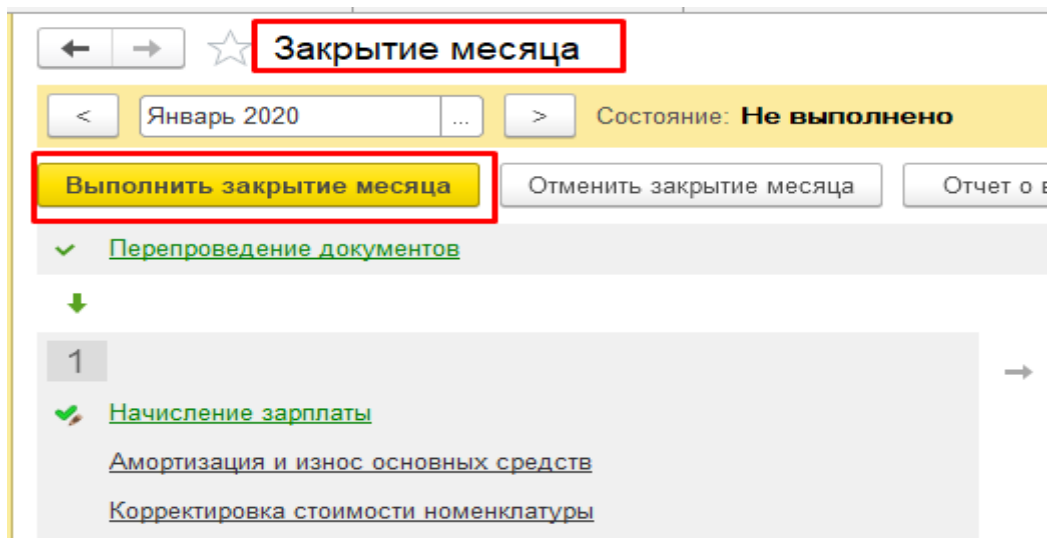 Закрытие месяца
< Январь 2020 ... > Состояние: Не выполнено
Выполнить закрытие месяца Отменить закрытие месяца Отчет о
Перепроведение документов
1
Начисление зарплаты
Амортизация и износ основных средств
Корректировка стоимости номенклатуры